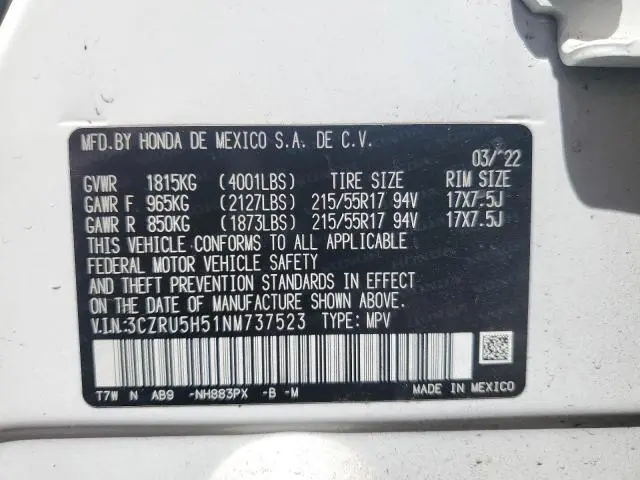 MFD.BY HONDA DE MEXICO S.A. DE C.V.
03/'22
GVWR 1815KG (4001LBS) TIRE SIZE RIM SIZE
GAWR F 965KG (2127LBS) 215/55R17 94V 17X7.5J
GAWR R 850KG (1873LBS) 215/55R17 94V 17X7.5J
THIS VEHICLE CONFORMS TO ALL APPLICABLE
FEDERAL MOTOR VEHICLE SAFETY
AND THEFT PREVENTION STANDARDS IN EFFECT
ON THE DATE OF MANUFACTURE SHOWN ABOVE.
V.I.N.:3CZRU5H51NM737523 TYPE: MPV
T7W N AB9 -NH883PX -B -M
MADE IN MEXICO